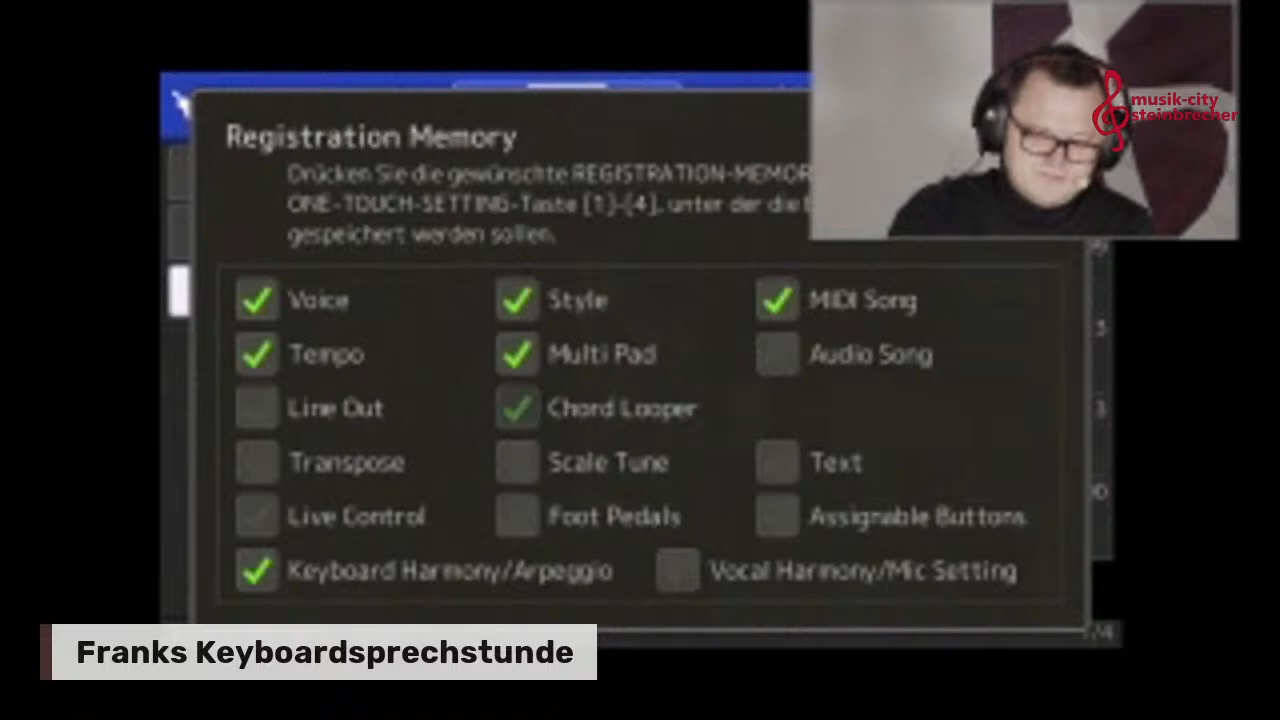 musik-city
steinbrecher
Registration Memory
Drücken Sie die gewünschte REGISTRATION-MEMOR
ONE-TOUCH-SETTING-Taste [1]-[4], unter der die
gespeichert werden sollen.
Voice
Style
MIDI Song
Tempo
Multi Pad
Audio Song
Line Out
Chord Looper
Transpose
Scale Tune
Text
Live Control
Foot Pedals
Assignable Buttons
Keyboard Harmony/Arpeggio
Vocal Harmony/Mic Setting
Franks Keyboardsprechstunde